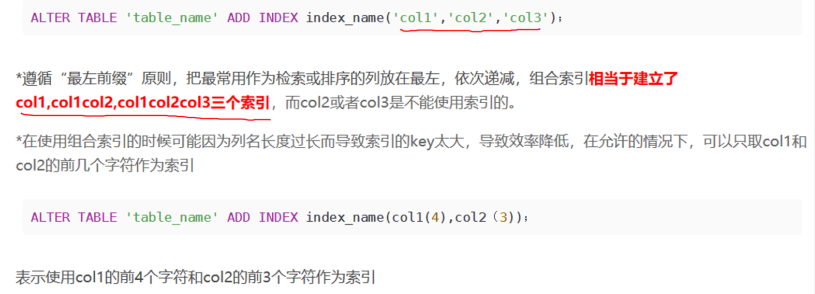 ALTER TABLE 'table_name' ADD INDEX index_name('col1','col2','col3')；
*遵循“最左前缀”原则，把最常用作为检索或排序的列放在最左，依次递减，组合索引相当于建立了
col1,col1col2,col1col2col3三个索引，而col2或者col3是不能使用索引的。
*在使用组合索引的时候可能因为列名长度过长而导致索引的key太大，导致效率降低，在允许的情况下，可以只取col1和
col2的前几个字符作为索引
ALTER TABLE 'table_name' ADD INDEX index_name(col1(4),col2（3))；
表示使用col1的前4个字符和col2的前3个字符作为索引